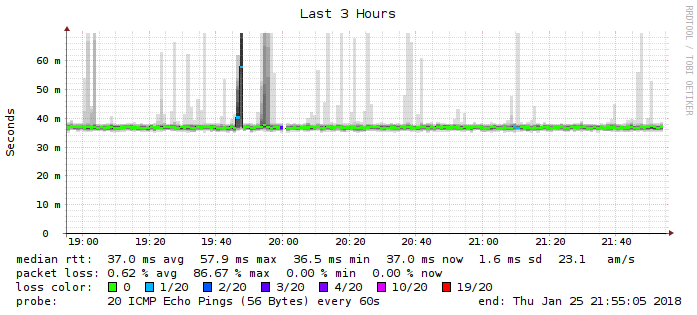 Last 3 Hours
RRDTOOL / TOBI OETIKER
Seconds
60 m
50 m
40 m
30 m
20 m
10 m
0
19:00 19:20 19:40 20:00 20:20 20:40 21:00 21:20 21:40
median rtt: 37.0 ms avg 57.9 ms max 36.5 ms min 37.0 ms now 1.6 ms sd 23.1 am/s
packet loss: 0.62 % avg 86.67 % max 0.00 % min 0.00 % now
loss color: 0 1/20 2/20 3/20 4/20 10/20 19/20
probe: 20 ICMP Echo Pings (56 Bytes) every 60s end: Thu Jan 25 21:55:05 2018